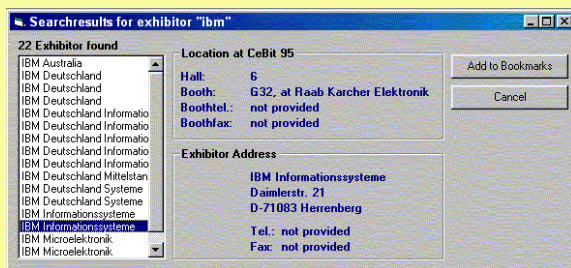 Searchresults for exhibitor "ibm"
22 Exhibitor found
IBM Australia
IBM Deutschland
IBM Deutschland
IBM Deutschland
IBM Deutschland Informatio
IBM Deutschland Informatio
IBM Deutschland Informatio
IBM Deutschland Informatio
IBM Deutschland Informatio
IBM Deutschland Mittelstan
IBM Deutschland Systeme
IBM Deutschland Systeme
IBM Informationssysteme
IBM Informationssysteme
IBM Microelektronik
IBM Microelektronik
Location at CeBit 95
Hall: 6
Booth: G32, at Raab Karcher Elektronik
Boothtel.: not provided
Boothfax: not provided
Exhibitor Address
IBM Informationssysteme
Daimlerstr. 21
D-71083 Herrenberg
Tel.: not provided
Fax: not provided
Add to Bookmarks
Cancel